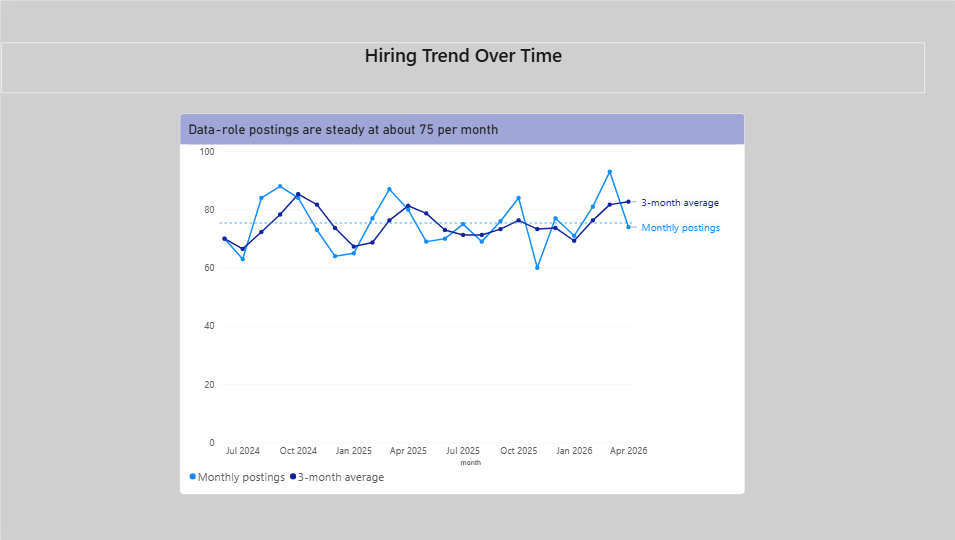 Hiring Trend Over Time
Data-role postings are steady at about 75 per month
100
80
60
40
20
0
3-month average
Monthly postings
Jul 2024 Oct 2024 Jan 2025 Apr 2025 Jul 2025 Oct 2025 Jan 2026 Apr 2026
month
Monthly postings 3-month average